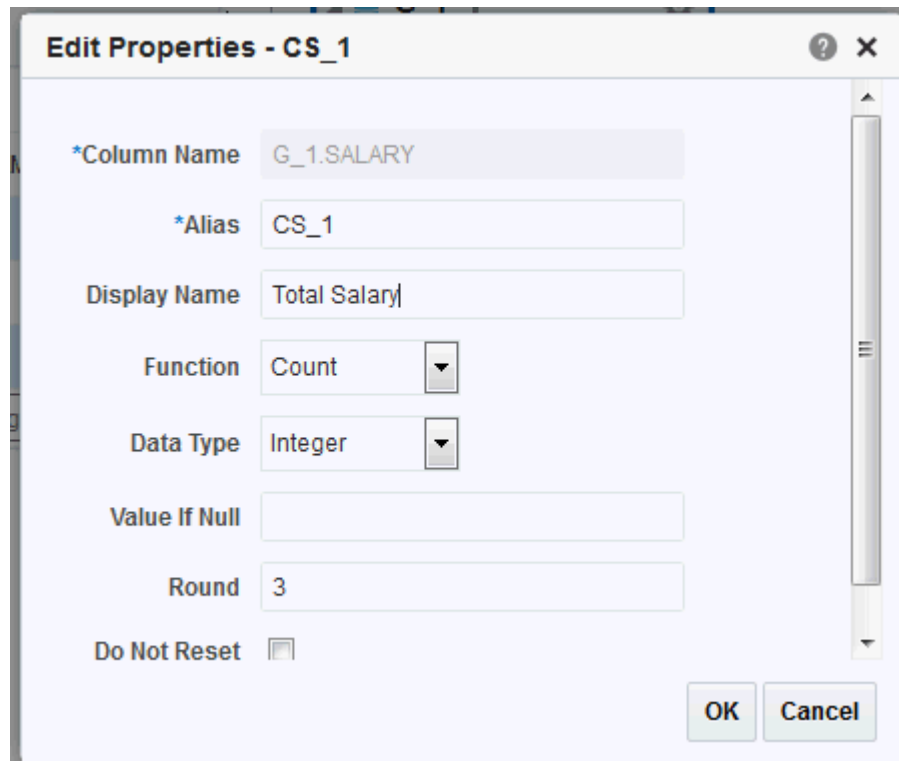 Edit Properties - CS_1
*Column Name G_1.SALARY
*Alias CS_1
Display Name Total Salary
Function Count
Data Type Integer
Value If Null
Round 3
Do Not Reset
OK Cancel